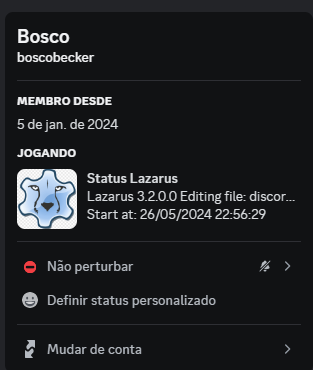 Bosco
boscobecker
MEMBRO DESDE
5 de jan. de 2024
JOGANDO
Status Lazarus
Lazarus 3.2.0.0 Editing file: discor...
Start at: 26/05/2024 22:56:29
Não perturbar
Definir status personalizado
Mudar de conta